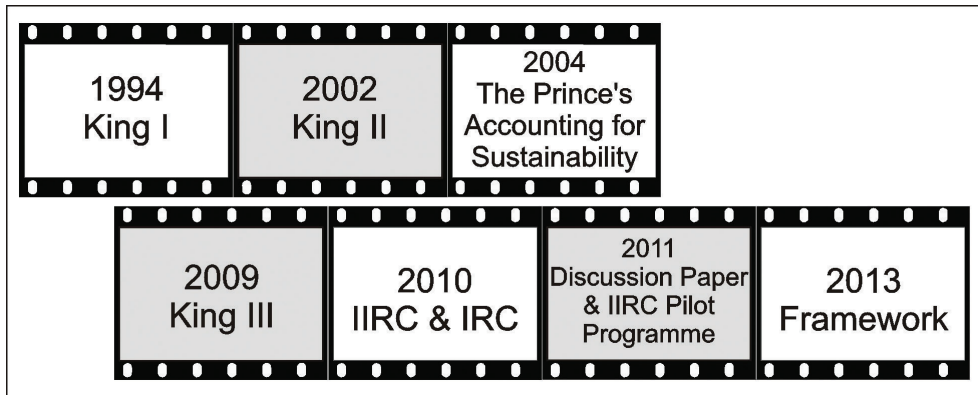 1994
King I
2002
King II
2004
The Prince's
Accounting for
Sustainability
2009
King III
2010
IIRC & IRC
2011
Discussion Paper
& IIRC Pilot
Programme
2013
Framework